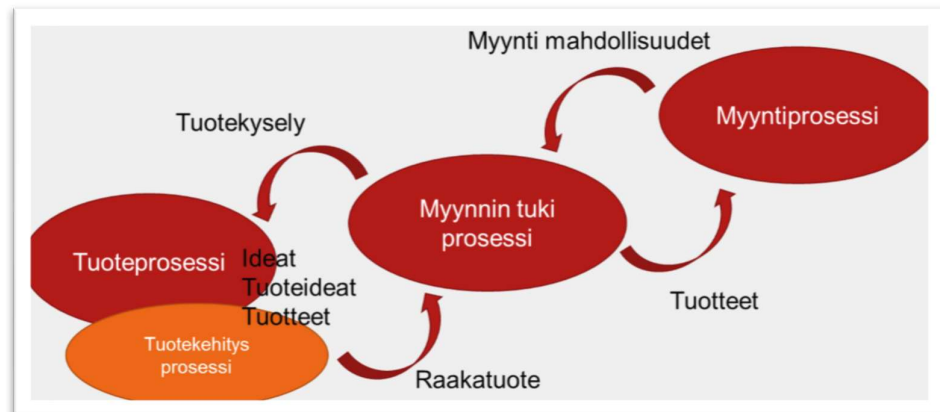 Myynti mahdollisuudet
Myyntiprosessi
Tuotekysely
Myynnin tuki
prosessi
Tuoteprosessi
Ideat
Tuoteideat
Tuotteet
Tuotteet
Tuotekehitys
prosessi
Raakatuote